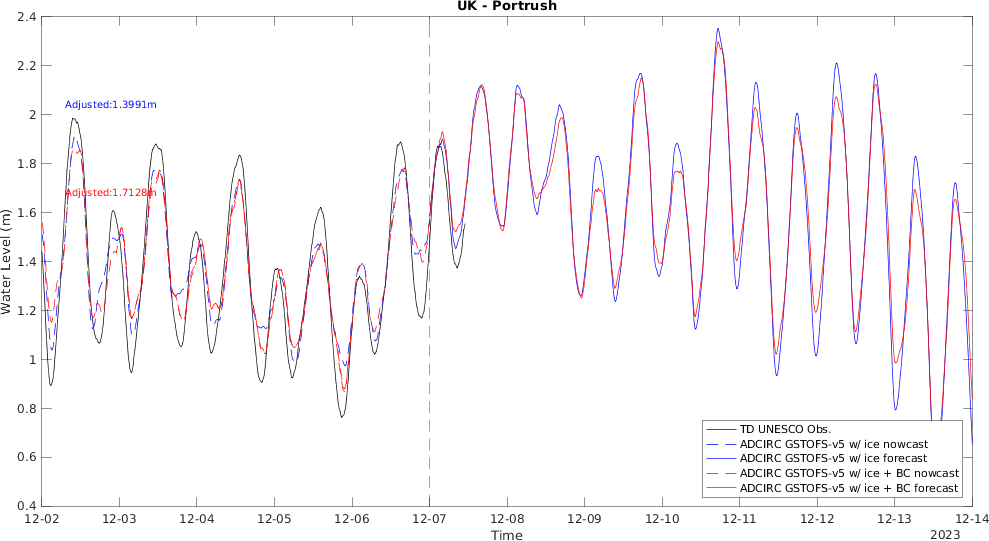 UK - Portrush
2.4
2.2
2
1.8
1.6
1.4
1.2
1
0.8
0.6
0.4
Water Level (m)
Adjusted:1.3991m
Adjusted:1.7128m
TD UNESCO Obs.
ADCIRC GSTOFS-v5 w/ ice nowcast
ADCIRC GSTOFS-v5 w/ ice forecast
ADCIRC GSTOFS-v5 w/ ice + BC nowcast
ADCIRC GSTOFS-v5 w/ ice + BC forecast
12-02 12-03 12-04 12-05 12-06 12-07 12-08 12-09 12-10 12-11 12-12 12-13 12-14
Time
2023